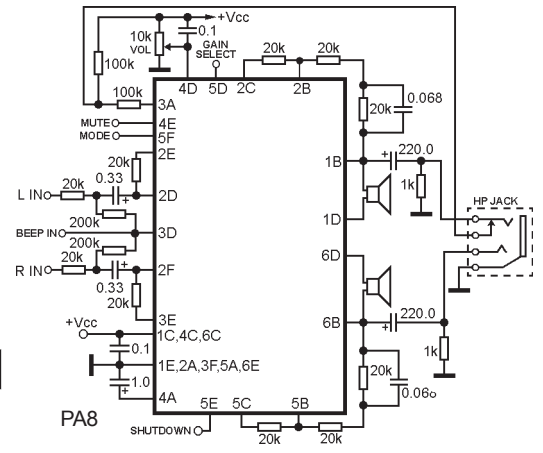 +Vcc
10k
VOL
0.1
GAIN
SELECT
20k
20k
100k
100k
4D
5D
2C
2B
3A
MUTE
4E
MODE
5F
2E
20k
0.33
+
L IN
20k
2D
200k
BEEP IN
3D
200k
R IN
20k
2F
0.33
+
20k
3E
+Vcc
1C,4C,6C
0.1
1E,2A,3F,5A,6E
1.0
+
4A
PA8
SHUTDOWN
5E
5C
5B
20k
20k
20k
0.068
1B
+
220.0
1k
1D
HP JACK
6D
6B
+
220.0
1k
20k
0.06